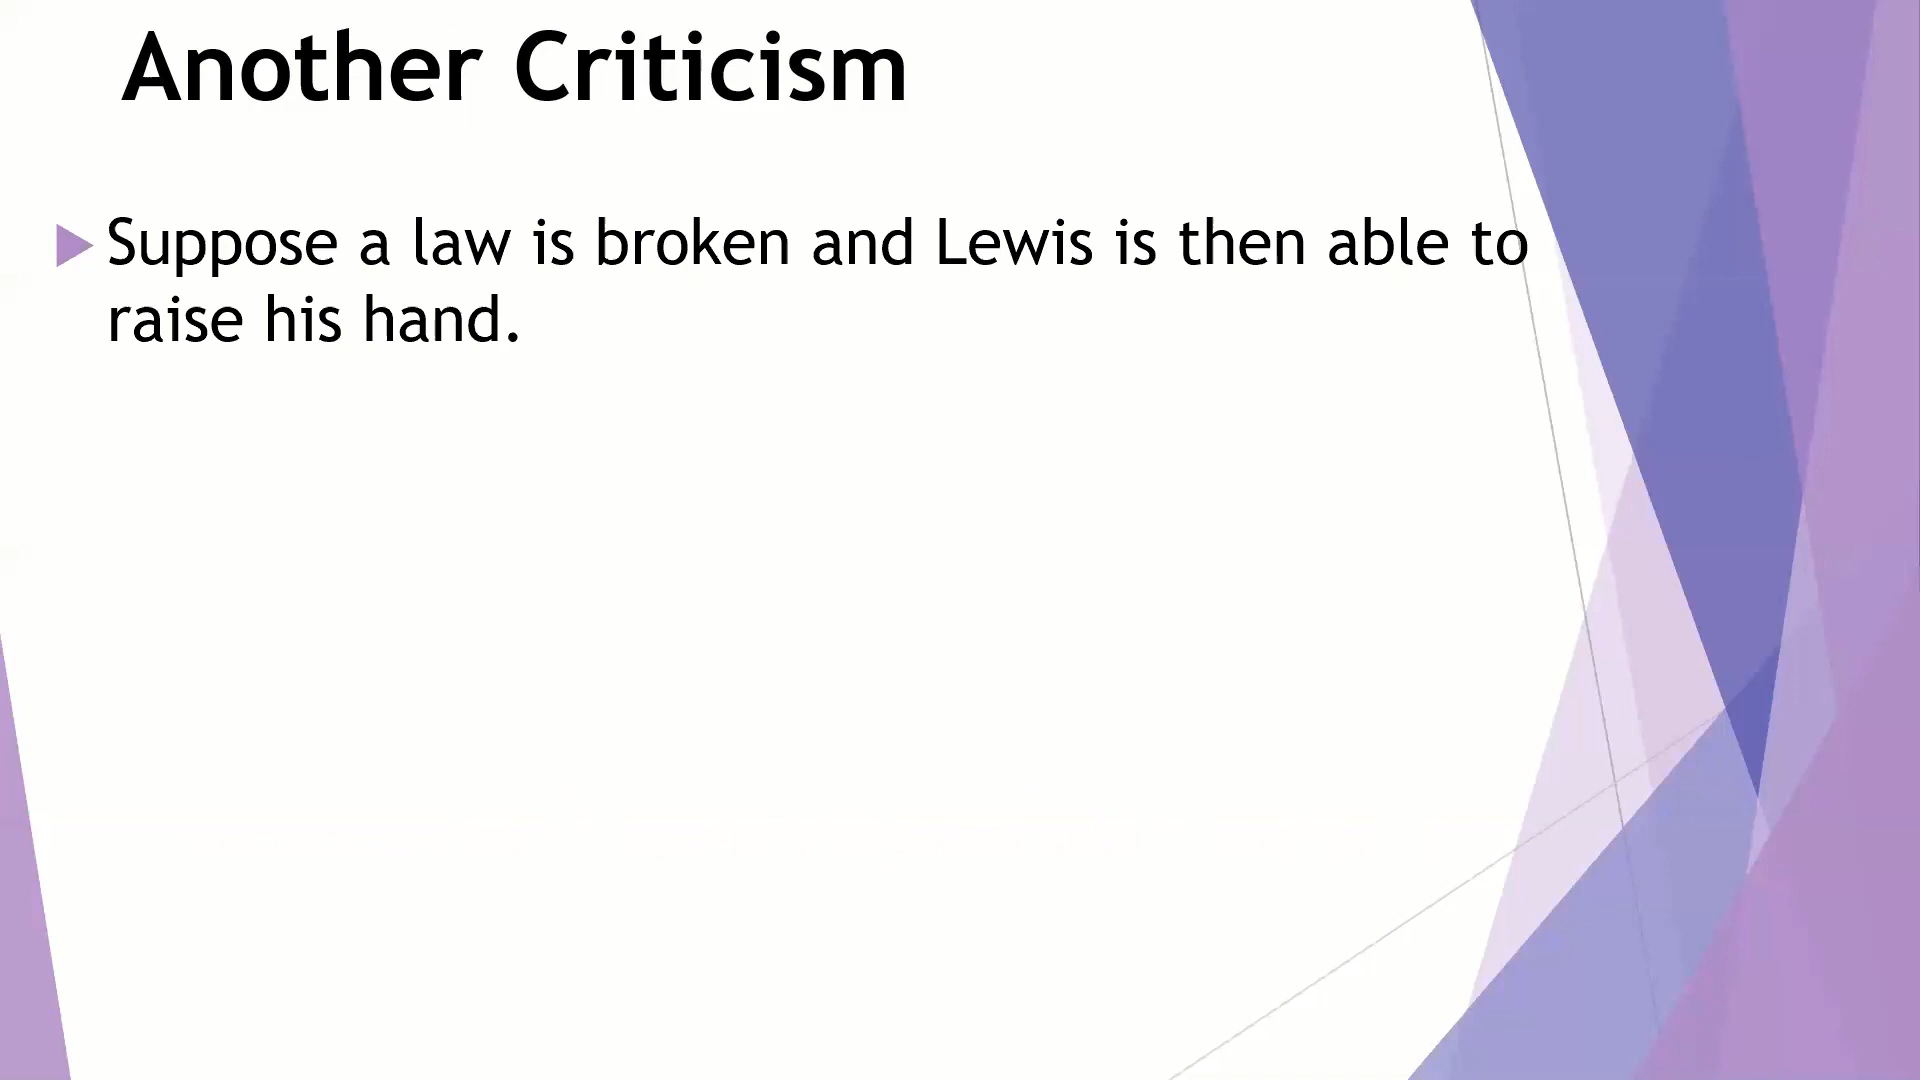 Another Criticism
Suppose a law is broken and Lewis is then able to
raise his hand.